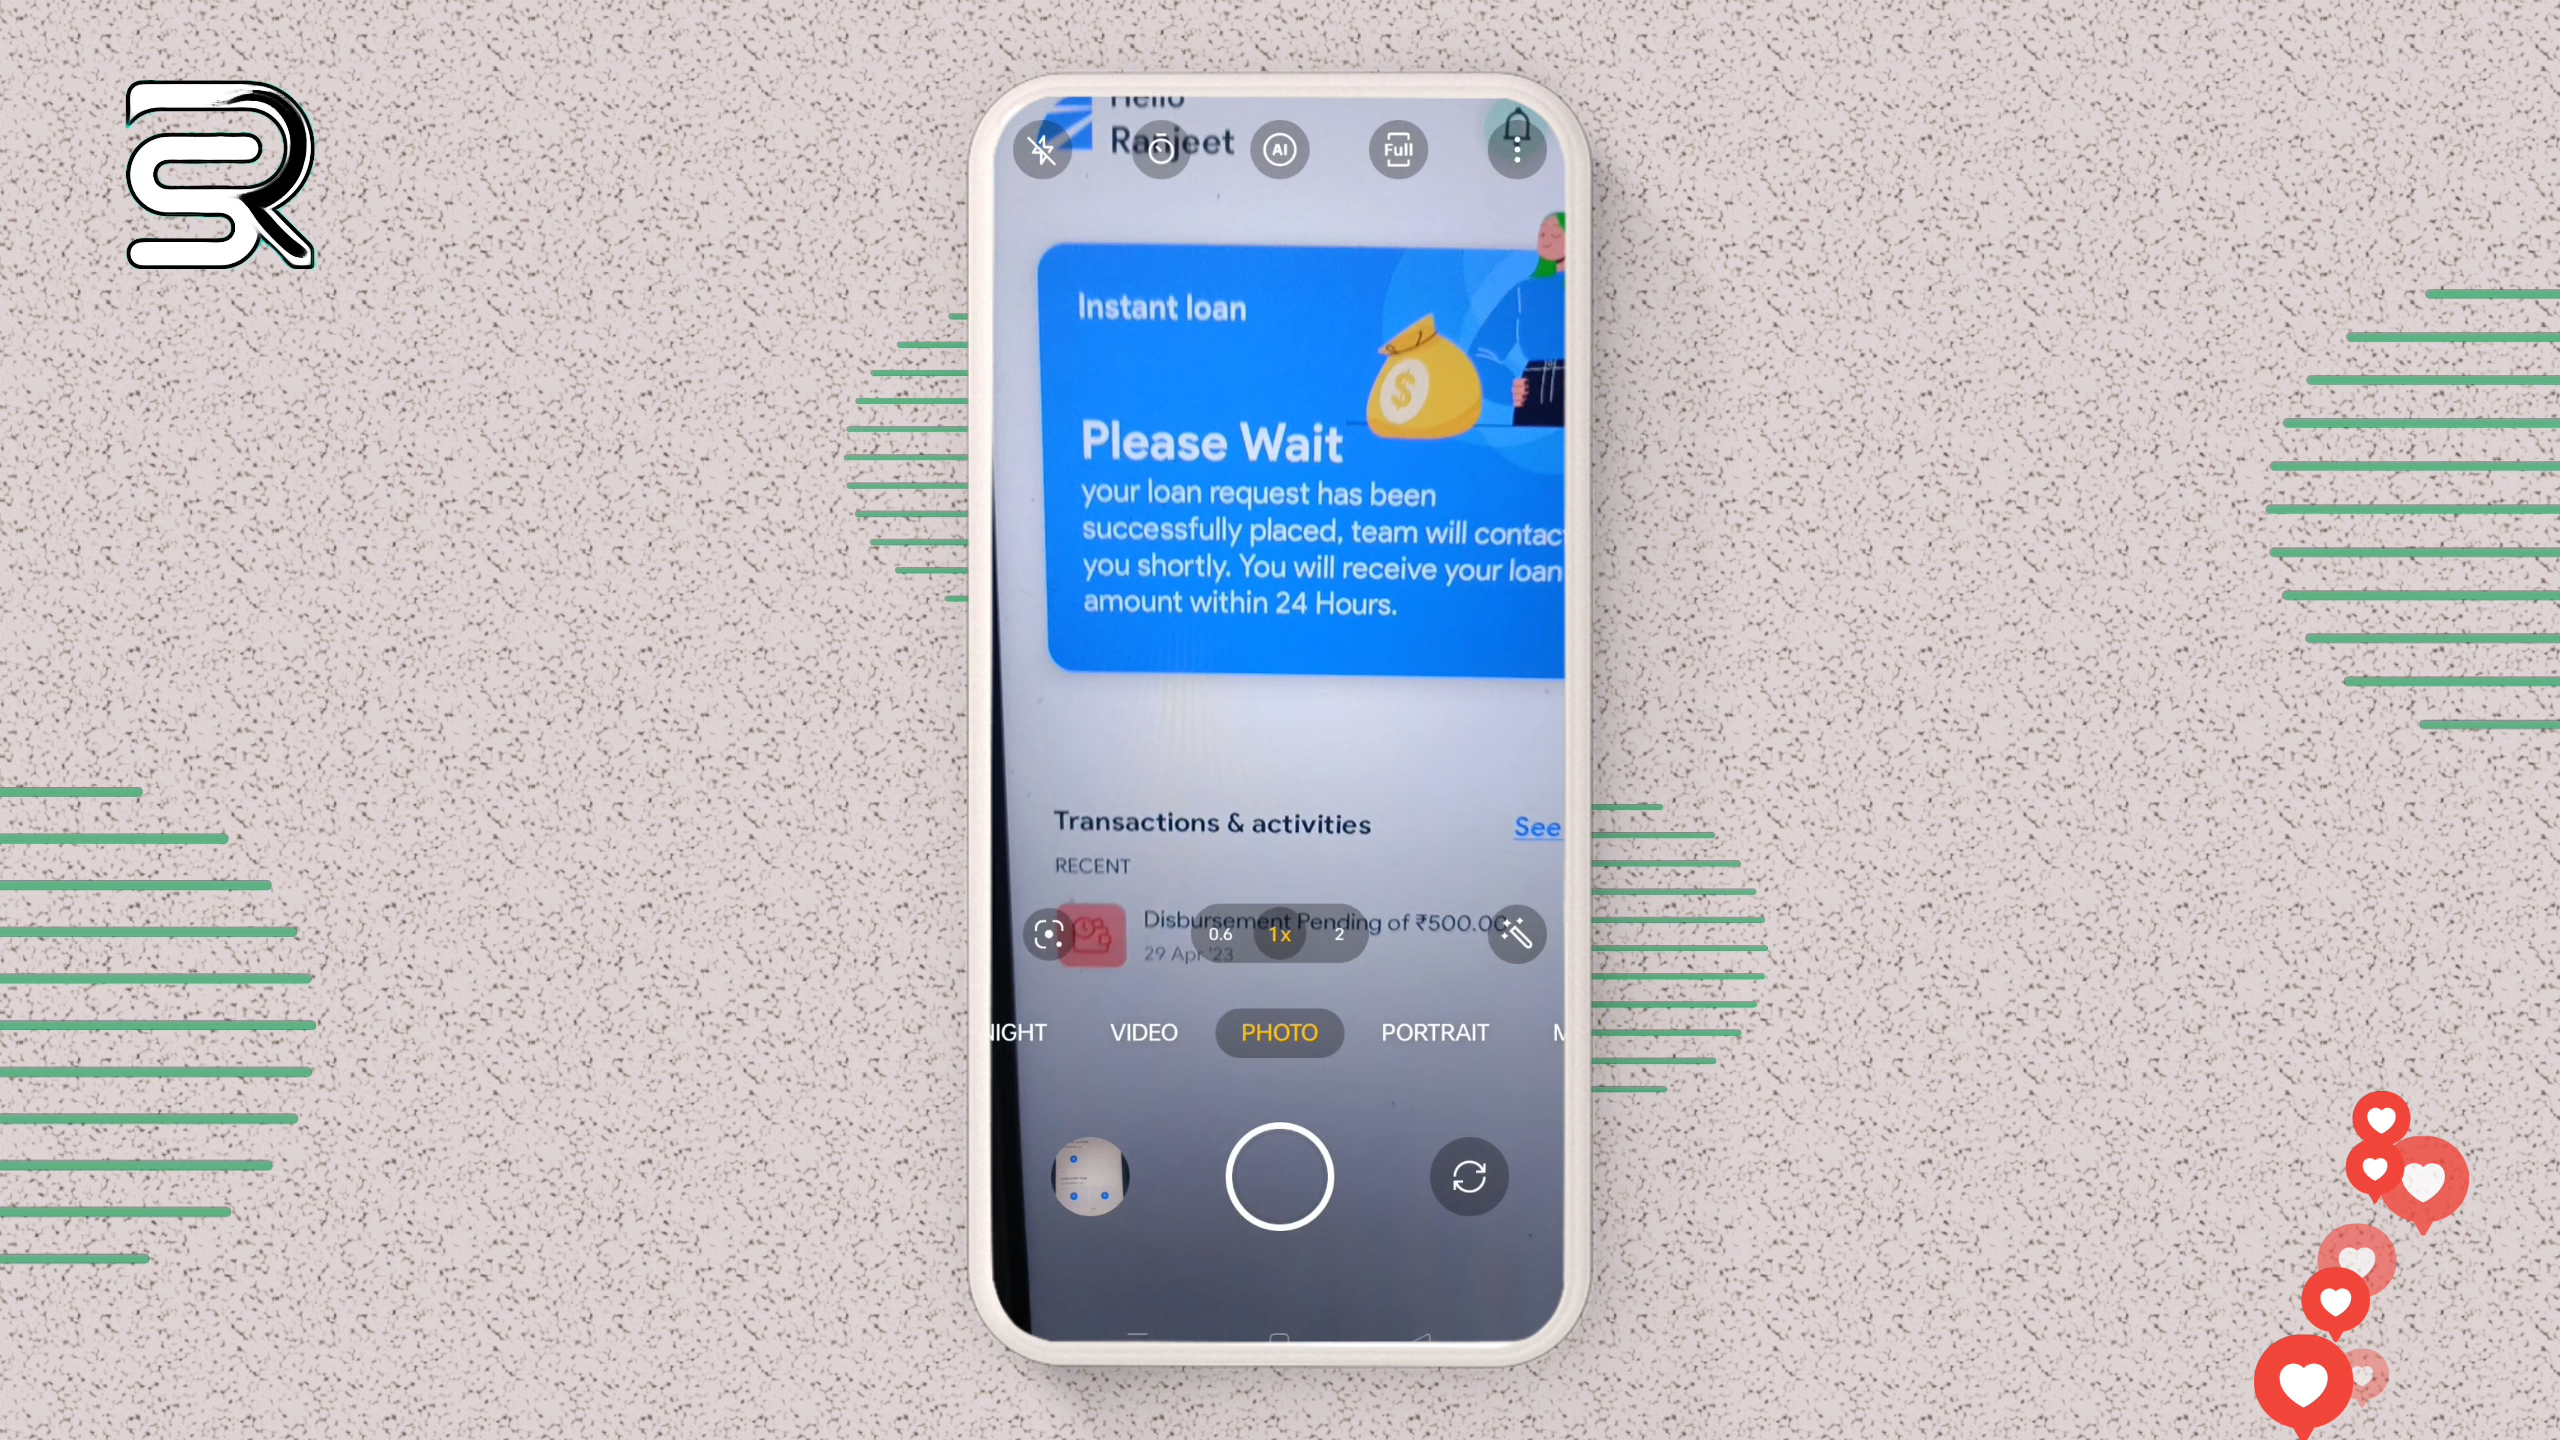 Hello
Ranjeet
AI
Full
Instant loan
$
Please Wait
your loan request has been
successfully placed, team will contac
you shortly. You will receive your loan
amount within 24 Hours.
Transactions & activities
See
RECENT
Disbursement Pending of ₹500.00
29 Apr '23
0.6
1x
2
NIGHT
VIDEO
PHOTO
PORTRAIT
M